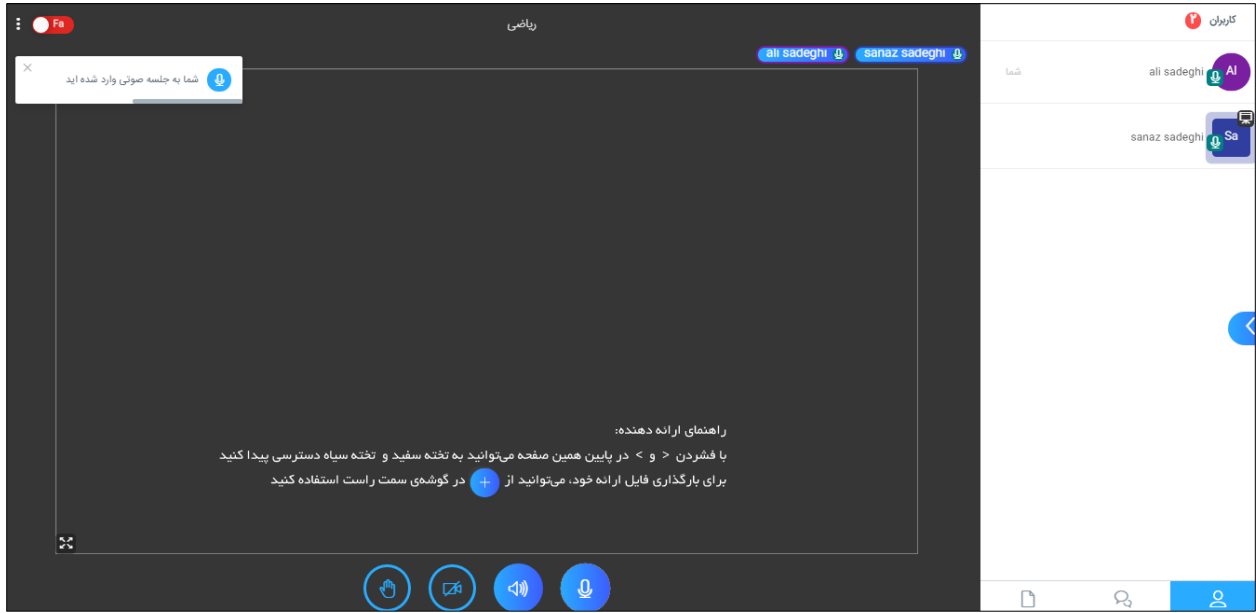 Fa
ریاضی
کاربران ۲
ali sadeghi
sanaz sadeghi
شما به جلسه صوتی وارد شده اید
Al
ali sadeghi
شما
Sa
sanaz sadeghi
راهنمای ارائه دهنده:
با فشردن < و > در پایین همین صفحه می‌توانید به تخته سفید و تخته سیاه دسترسی پیدا کنید
برای بارگذاری فایل ارائه خود، می‌توانید از + در گوشه‌ی سمت راست استفاده کنید